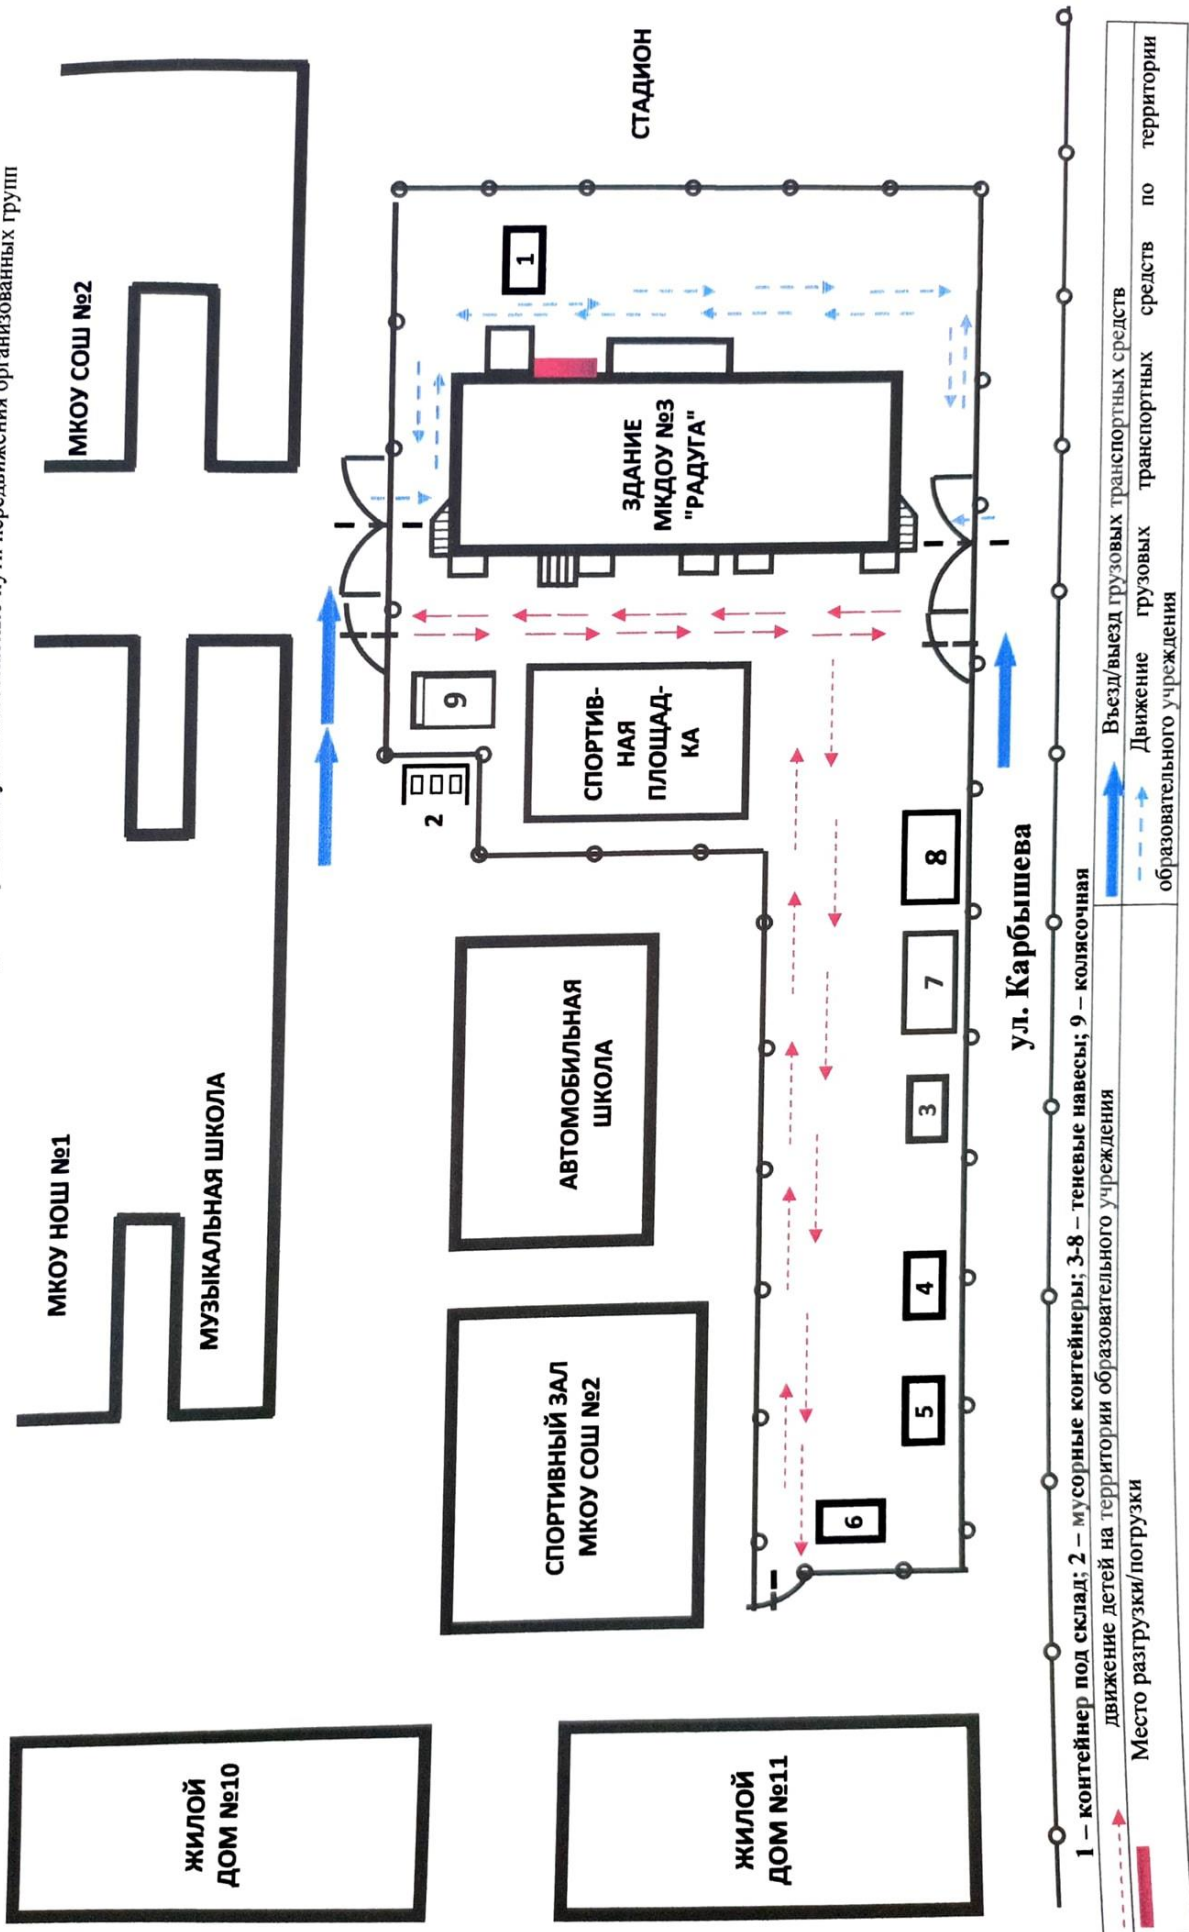 передвижения организованных групп
МКОУ НОШ №1
МУЗЫКАЛЬНАЯ ШКОЛА
МКОУ СОШ №2
СТАДИОН
ЖИЛОЙ
ДОМ №10
ЖИЛОЙ
ДОМ №11
СПОРТИВНЫЙ ЗАЛ
МКОУ СОШ №2
АВТОМОБИЛЬНАЯ
ШКОЛА
2
9
СПОРТИВ-
НАЯ
ПЛОЩАД-
КА
ЗДАНИЕ
МКДОУ №3
"РАДУГА"
1
6
5
4
3
7
8
ул. Карбышева
1 – контейнер под склад; 2 – мусорные контейнеры; 3-8 – теневые навесы; 9 – колясочная
движение детей на территории образовательного учреждения
Место разгрузки/погрузки
Въезд/выезд грузовых транспортных средств
Движение грузовых транспортных средств по территории
образовательного учреждения